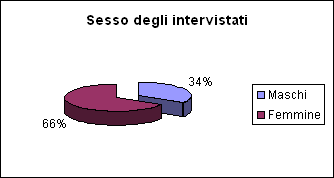 Sesso degli intervistati
34%
66%
Maschi
Femmine